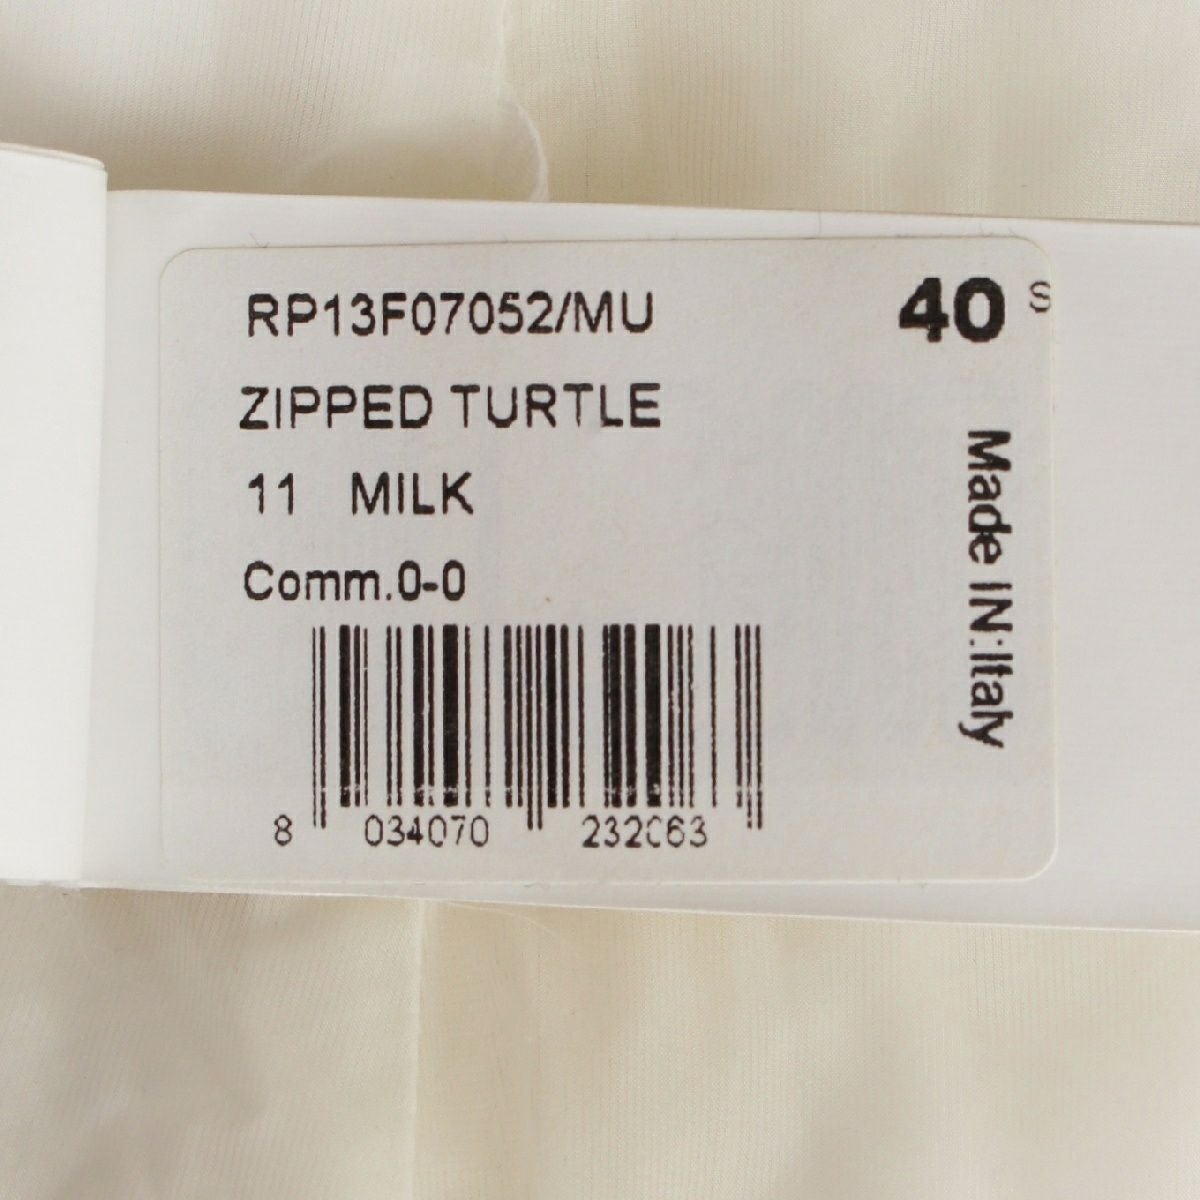 RP13F07052/MU
40 S
ZIPPED TURTLE
11 MILK
Comm.0-0
8 034070 232063
Made IN:Italy